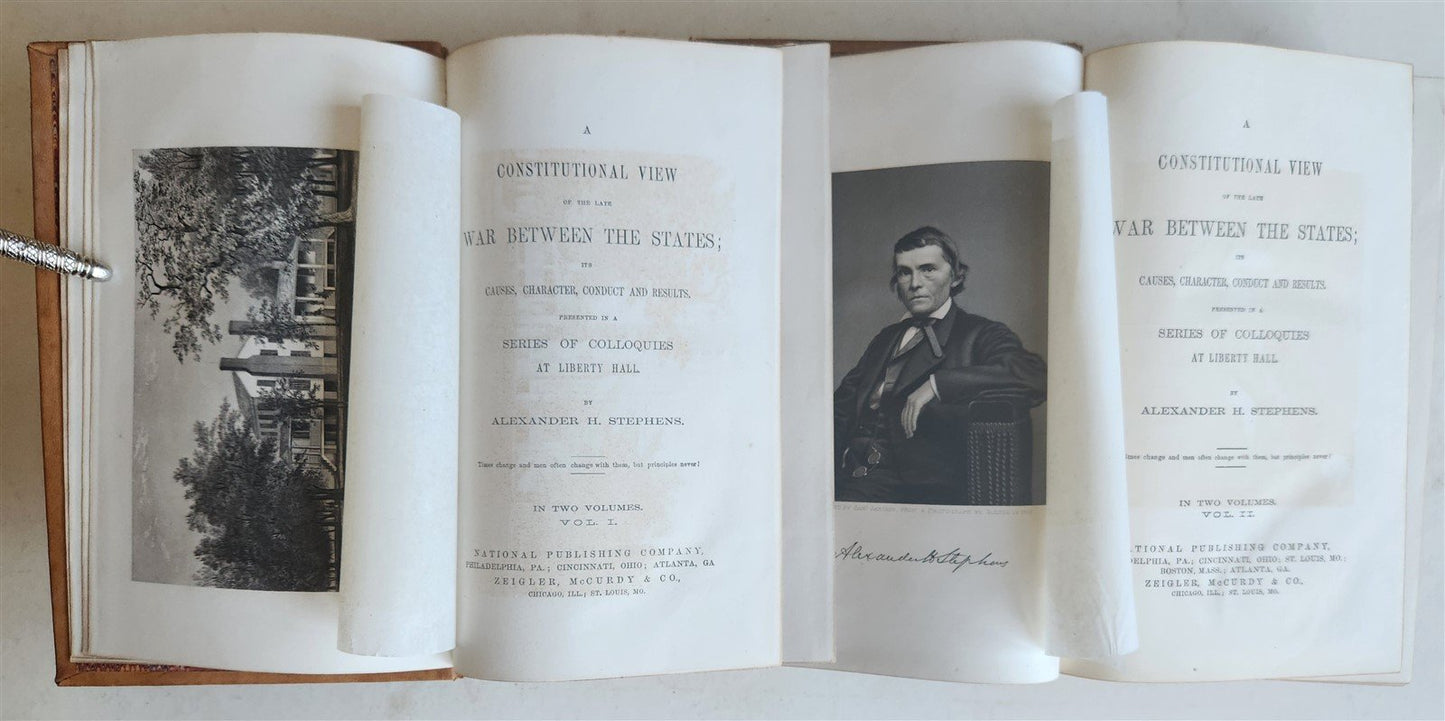 A
CONSTITUTIONAL VIEW
OF THE LATE
WAR BETWEEN THE STATES;
ITS
CAUSES, CHARACTER, CONDUCT AND RESULTS.
PRESENTED IN A
SERIES OF COLLOQUIES
AT LIBERTY HALL.
BY
ALEXANDER H. STEPHENS.
Times change and men often change with them, but principles never!
IN TWO VOLUMES.
VOL. I.
NATIONAL PUBLISHING COMPANY,
PHILADELPHIA, PA.; CINCINNATI, OHIO; ATLANTA, GA
ZEIGLER, McCURDY & CO.,
CHICAGO, ILL.; ST. LOUIS, MO.
FROM A PHOTOGRAPH BY
Alexander H Stephens
A
CONSTITUTIONAL VIEW
OF THE LATE
WAR BETWEEN THE STATES;
ITS
CAUSES, CHARACTER, CONDUCT AND RESULTS.
PRESENTED IN A
SERIES OF COLLOQUIES
AT LIBERTY HALL.
BY
ALEXANDER H. STEPHENS.
Times change and men often change with them, but principles never!
IN TWO VOLUMES.
VOL. II.
ATIONAL PUBLISHING COMPANY,
DELPHIA, PA.; CINCINNATI, OHIO; ST. LOUIS, MO.;
BOSTON, MASS.; ATLANTA, GA.
ZEIGLER, McCURDY & CO.,
CHICAGO, ILL.; ST. LOUIS, MO.